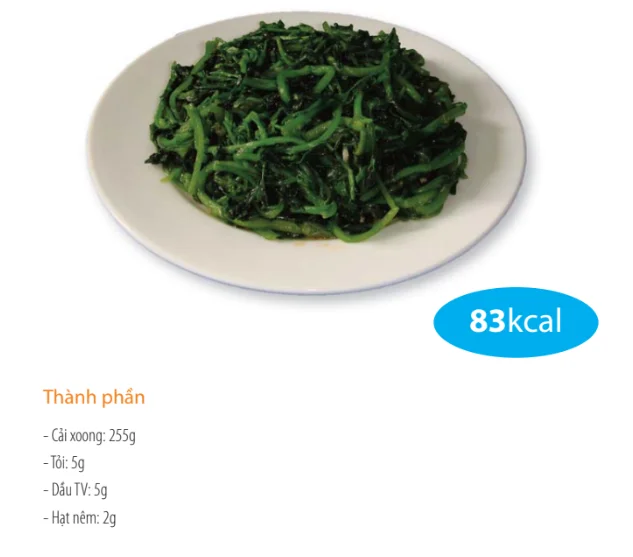 83kcal
Thành phần
- Cải xoong: 255g
- Tỏi: 5g
- Dầu TV: 5g
- Hạt nêm: 2g